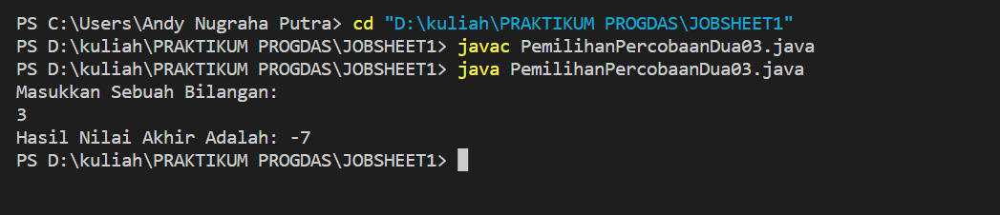 PS C:\Users\Andy Nugraha Putra> cd "D:\kuliah\PRAKTIKUM PROGDAS\JOBSHEET1"
PS D:\kuliah\PRAKTIKUM PROGDAS\JOBSHEET1> javac PemilihanPercobaanDua03.java
PS D:\kuliah\PRAKTIKUM PROGDAS\JOBSHEET1> java PemilihanPercobaanDua03.java
Masukkan Sebuah Bilangan:
3
Hasil Nilai Akhir Adalah: -7
PS D:\kuliah\PRAKTIKUM PROGDAS\JOBSHEET1>